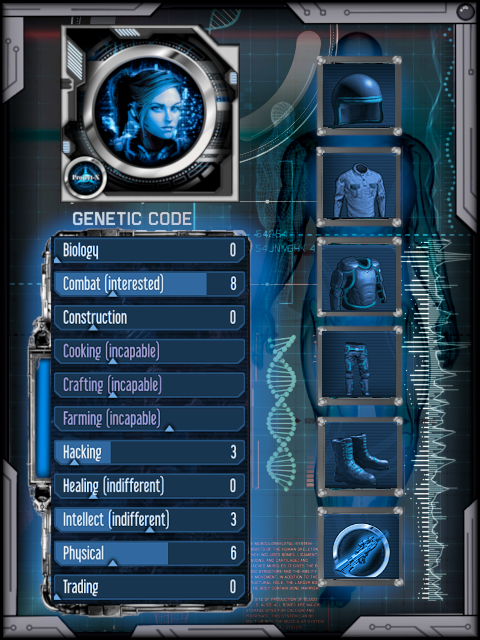 GENETIC CODE
Biology 0
Combat (interested) 8
Construction 0
Cooking (incapable)
Crafting (incapable)
Farming (incapable)
Hacking 3
Healing (indifferent) 0
Intellect (indifferent) 3
Physical 6
Trading 0